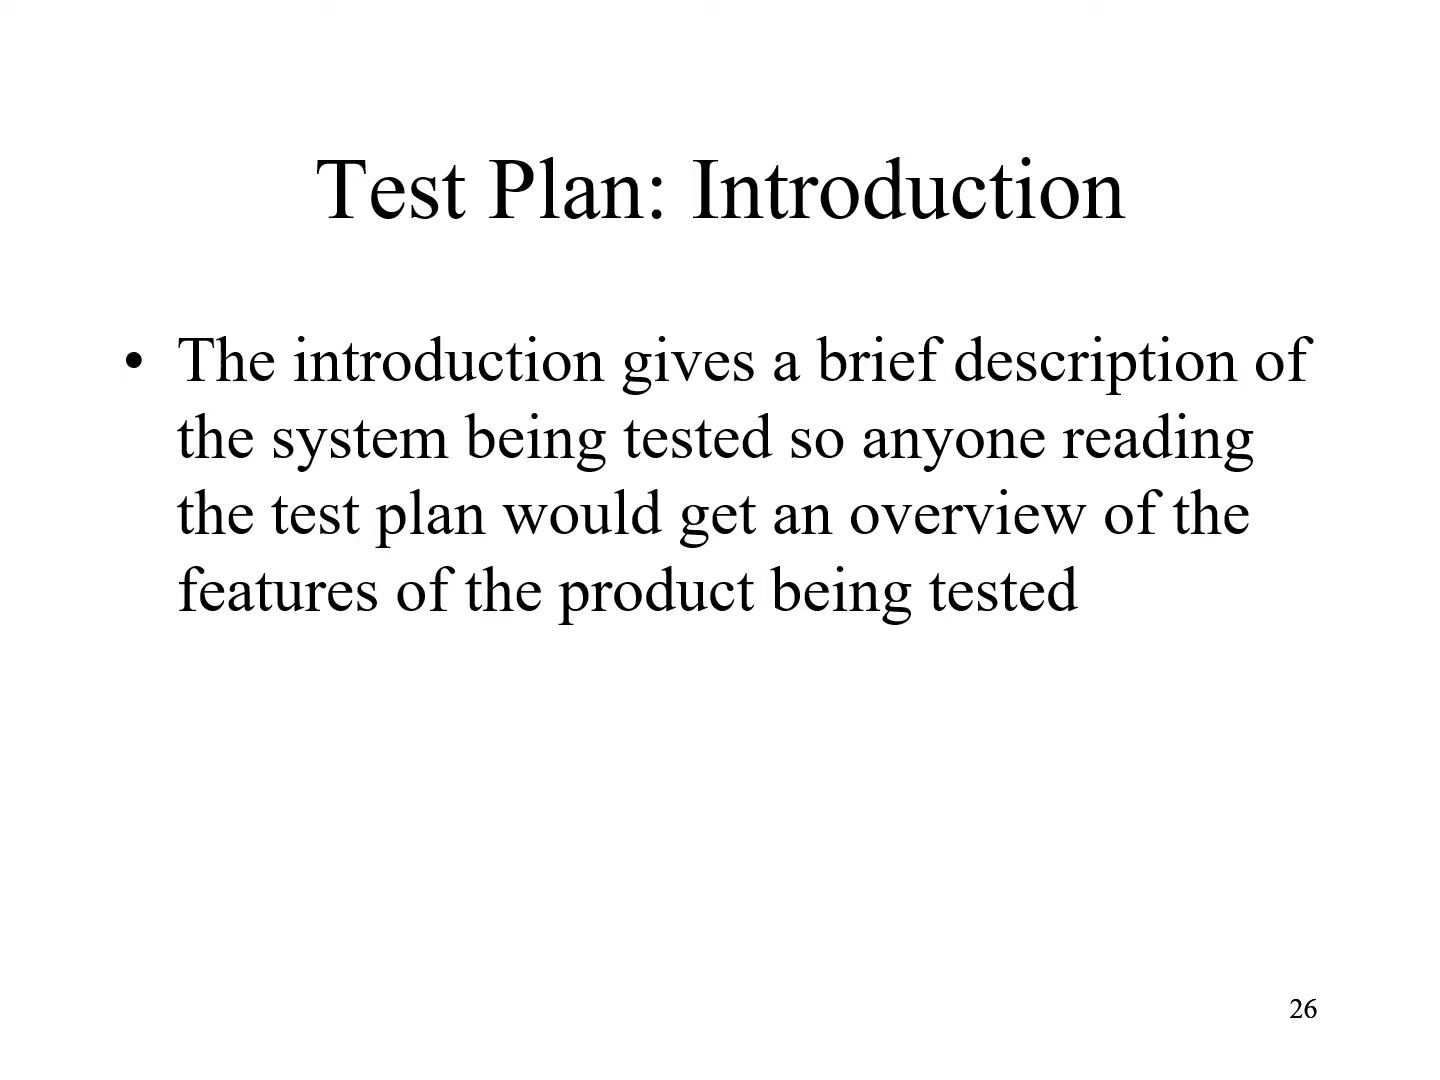 Test Plan: Introduction
• The introduction gives a brief description of
the system being tested so anyone reading
the test plan would get an overview of the
features of the product being tested
26